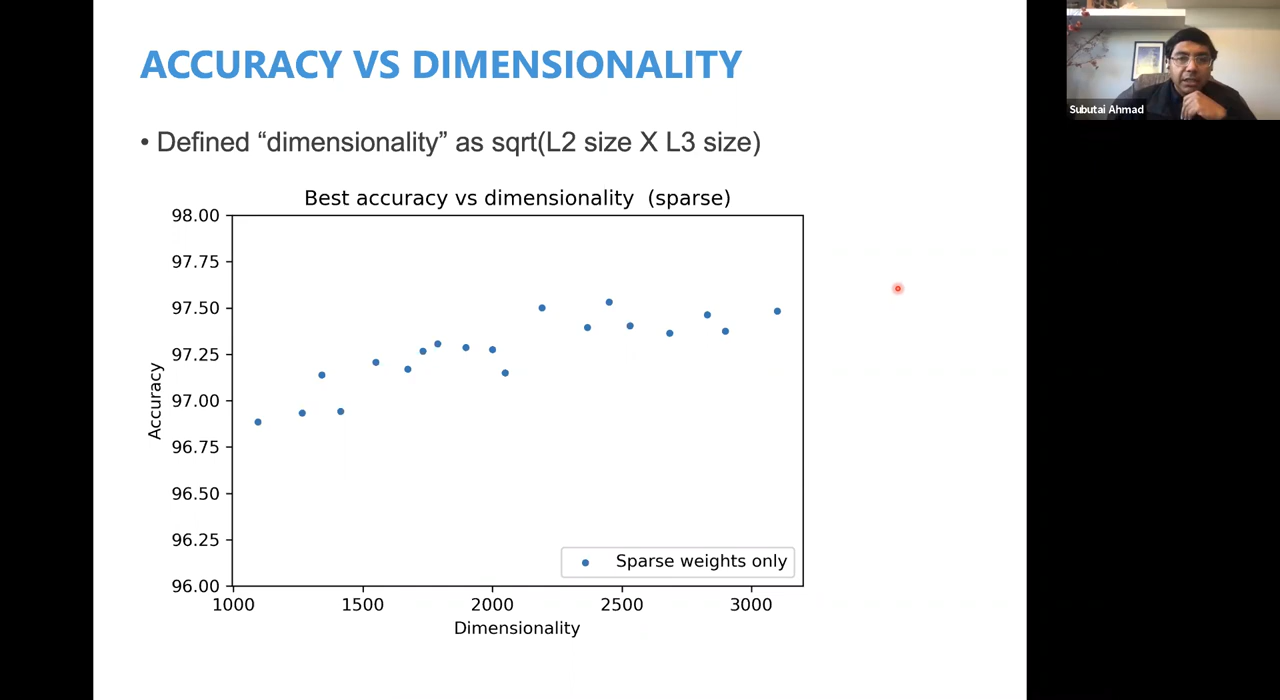 ACCURACY VS DIMENSIONALITY
• Defined “dimensionality” as sqrt(L2 size X L3 size)
Best accuracy vs dimensionality (sparse)
98.00
97.75
97.50
97.25
97.00
96.75
96.50
96.25
96.00
Accuracy
Sparse weights only
1000 1500 2000 2500 3000
Dimensionality
Subutai Ahmad